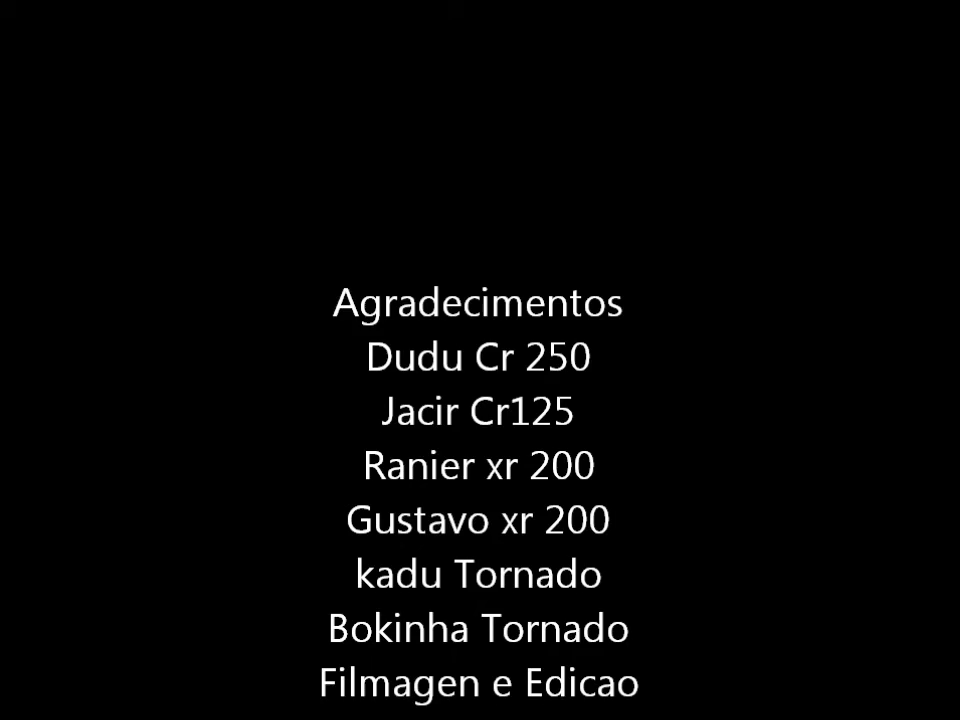 Agradecimentos
Dudu Cr 250
Jacir Cr125
Ranier xr 200
Gustavo xr 200
kadu Tornado
Bokinha Tornado
Filmagen e Edicao